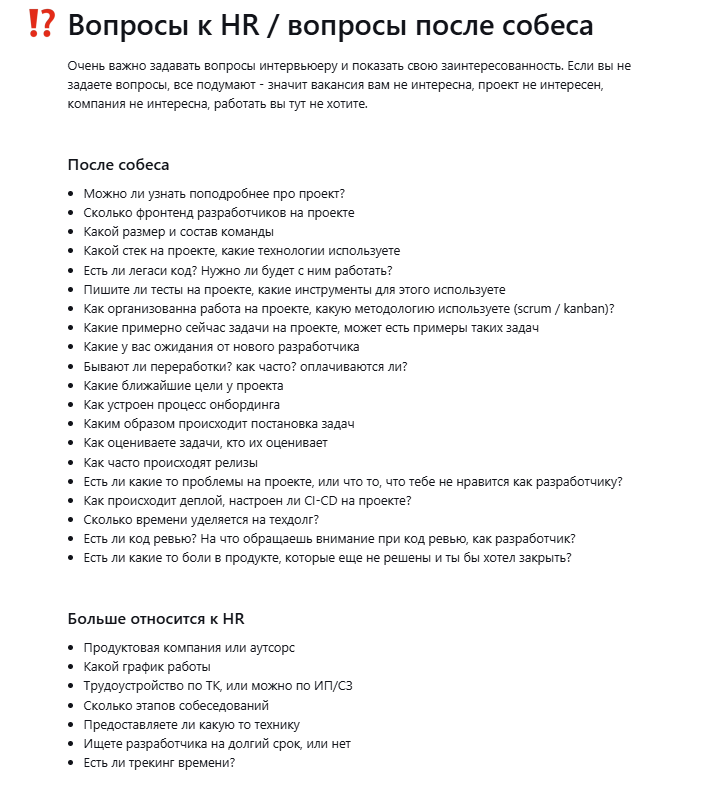 ⁉️ Вопросы к HR / вопросы после собеса
Очень важно задавать вопросы интервьюеру и показать свою заинтересованность. Если вы не
задаете вопросы, все подумают - значит вакансия вам не интересна, проект не интересен,
компания не интересна, работать вы тут не хотите.
После собеса
• Можно ли узнать поподробнее про проект?
• Сколько фронтенд разработчиков на проекте
• Какой размер и состав команды
• Какой стек на проекте, какие технологии используете
• Есть ли легаси код? Нужно ли будет с ним работать?
• Пишите ли тесты на проекте, какие инструменты для этого используете
• Как организованна работа на проекте, какую методологию используете (scrum / kanban)?
• Какие примерно сейчас задачи на проекте, может есть примеры таких задач
• Какие у вас ожидания от нового разработчика
• Бывают ли переработки? как часто? оплачиваются ли?
• Какие ближайшие цели у проекта
• Как устроен процесс онбординга
• Каким образом происходит постановка задач
• Как оцениваете задачи, кто их оценивает
• Как часто происходят релизы
• Есть ли какие то проблемы на проекте, или что то, что тебе не нравится как разработчику?
• Как происходит деплой, настроен ли CI-CD на проекте?
• Сколько времени уделяется на техдолг?
• Есть ли код ревью? На что обращаешь внимание при код ревью, как разработчик?
• Есть ли какие то боли в продукте, которые еще не решены и ты бы хотел закрыть?
Больше относится к HR
• Продуктовая компания или аутсорс
• Какой график работы
• Трудоустройство по ТК, или можно по ИП/СЗ
• Сколько этапов собеседований
• Предоставляете ли какую то технику
• Ищете разработчика на долгий срок, или нет
• Есть ли трекинг времени?